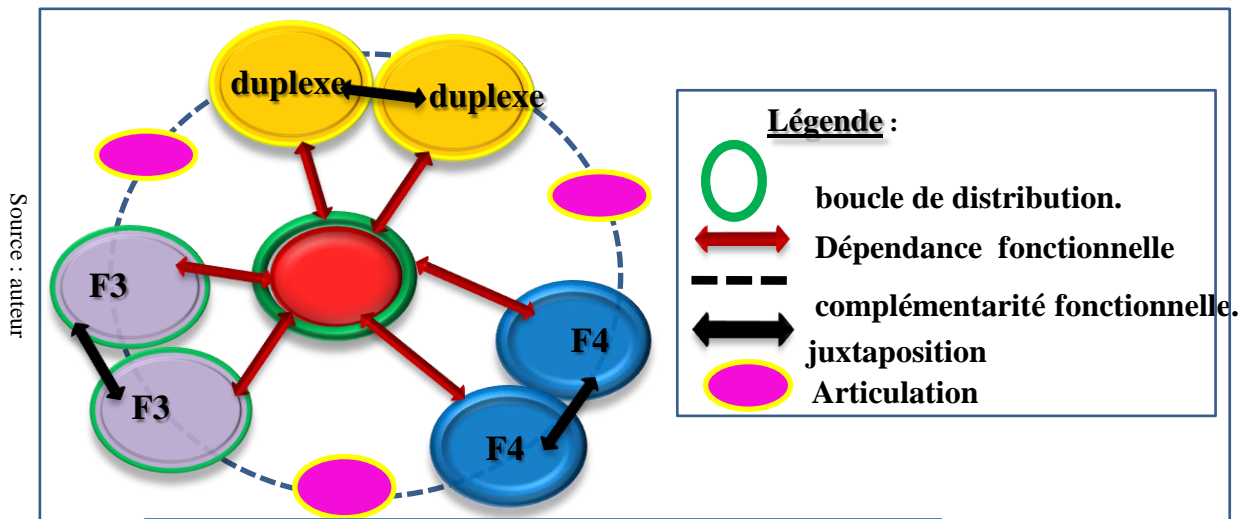 duplexe
duplexe
F3
F3
F4
F4
Source : auteur
Légende :
boucle de distribution.
Dépendance fonctionnelle
complémentarité fonctionnelle.
juxtaposition
Articulation